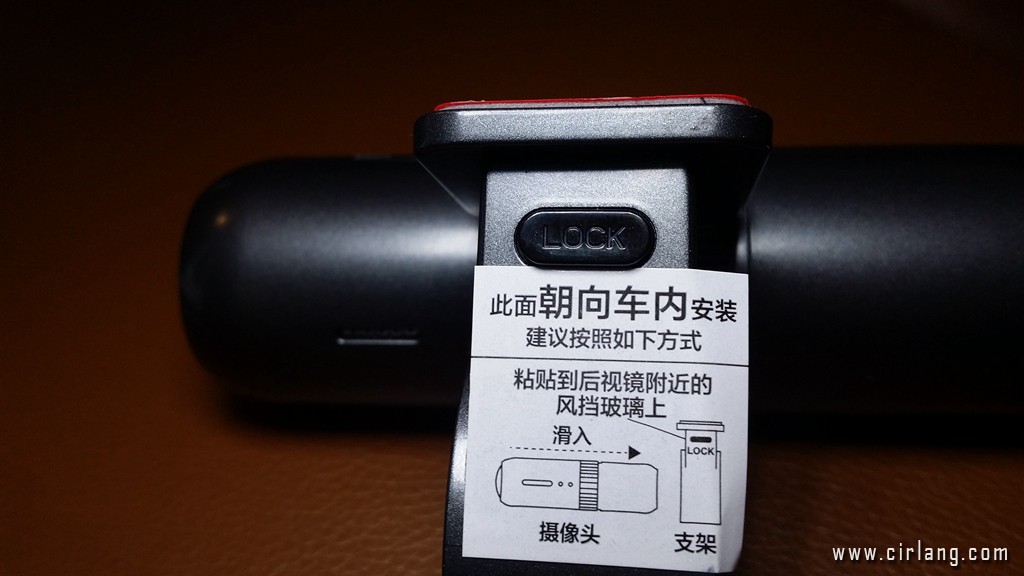 LOCK
此面朝向车内安装
建议按照如下方式
粘贴到后视镜附近的
风挡玻璃上
滑入
LOCK
摄像头
支架
www.cirlang.com